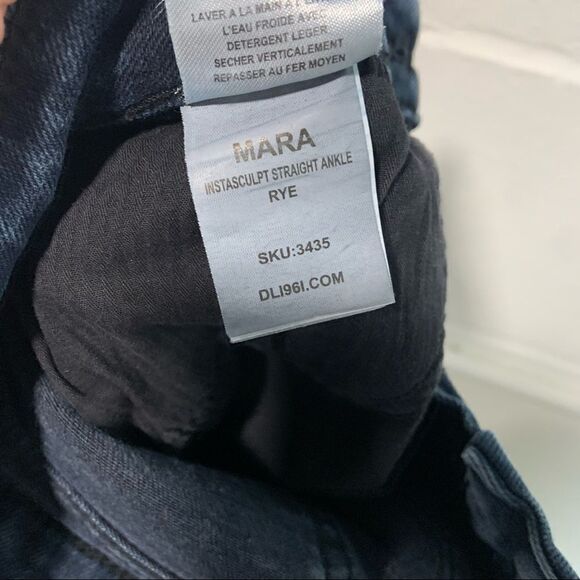 LAVER A LA MAIN A L'E
L'EAU FROIDE AVEC
DETERGENT LEGER
SECHER VERTICALEMENT
REPASSER AU FER MOYEN
MARA
INSTASCULPT STRAIGHT ANKLE
RYE
SKU:3435
DL1961.COM